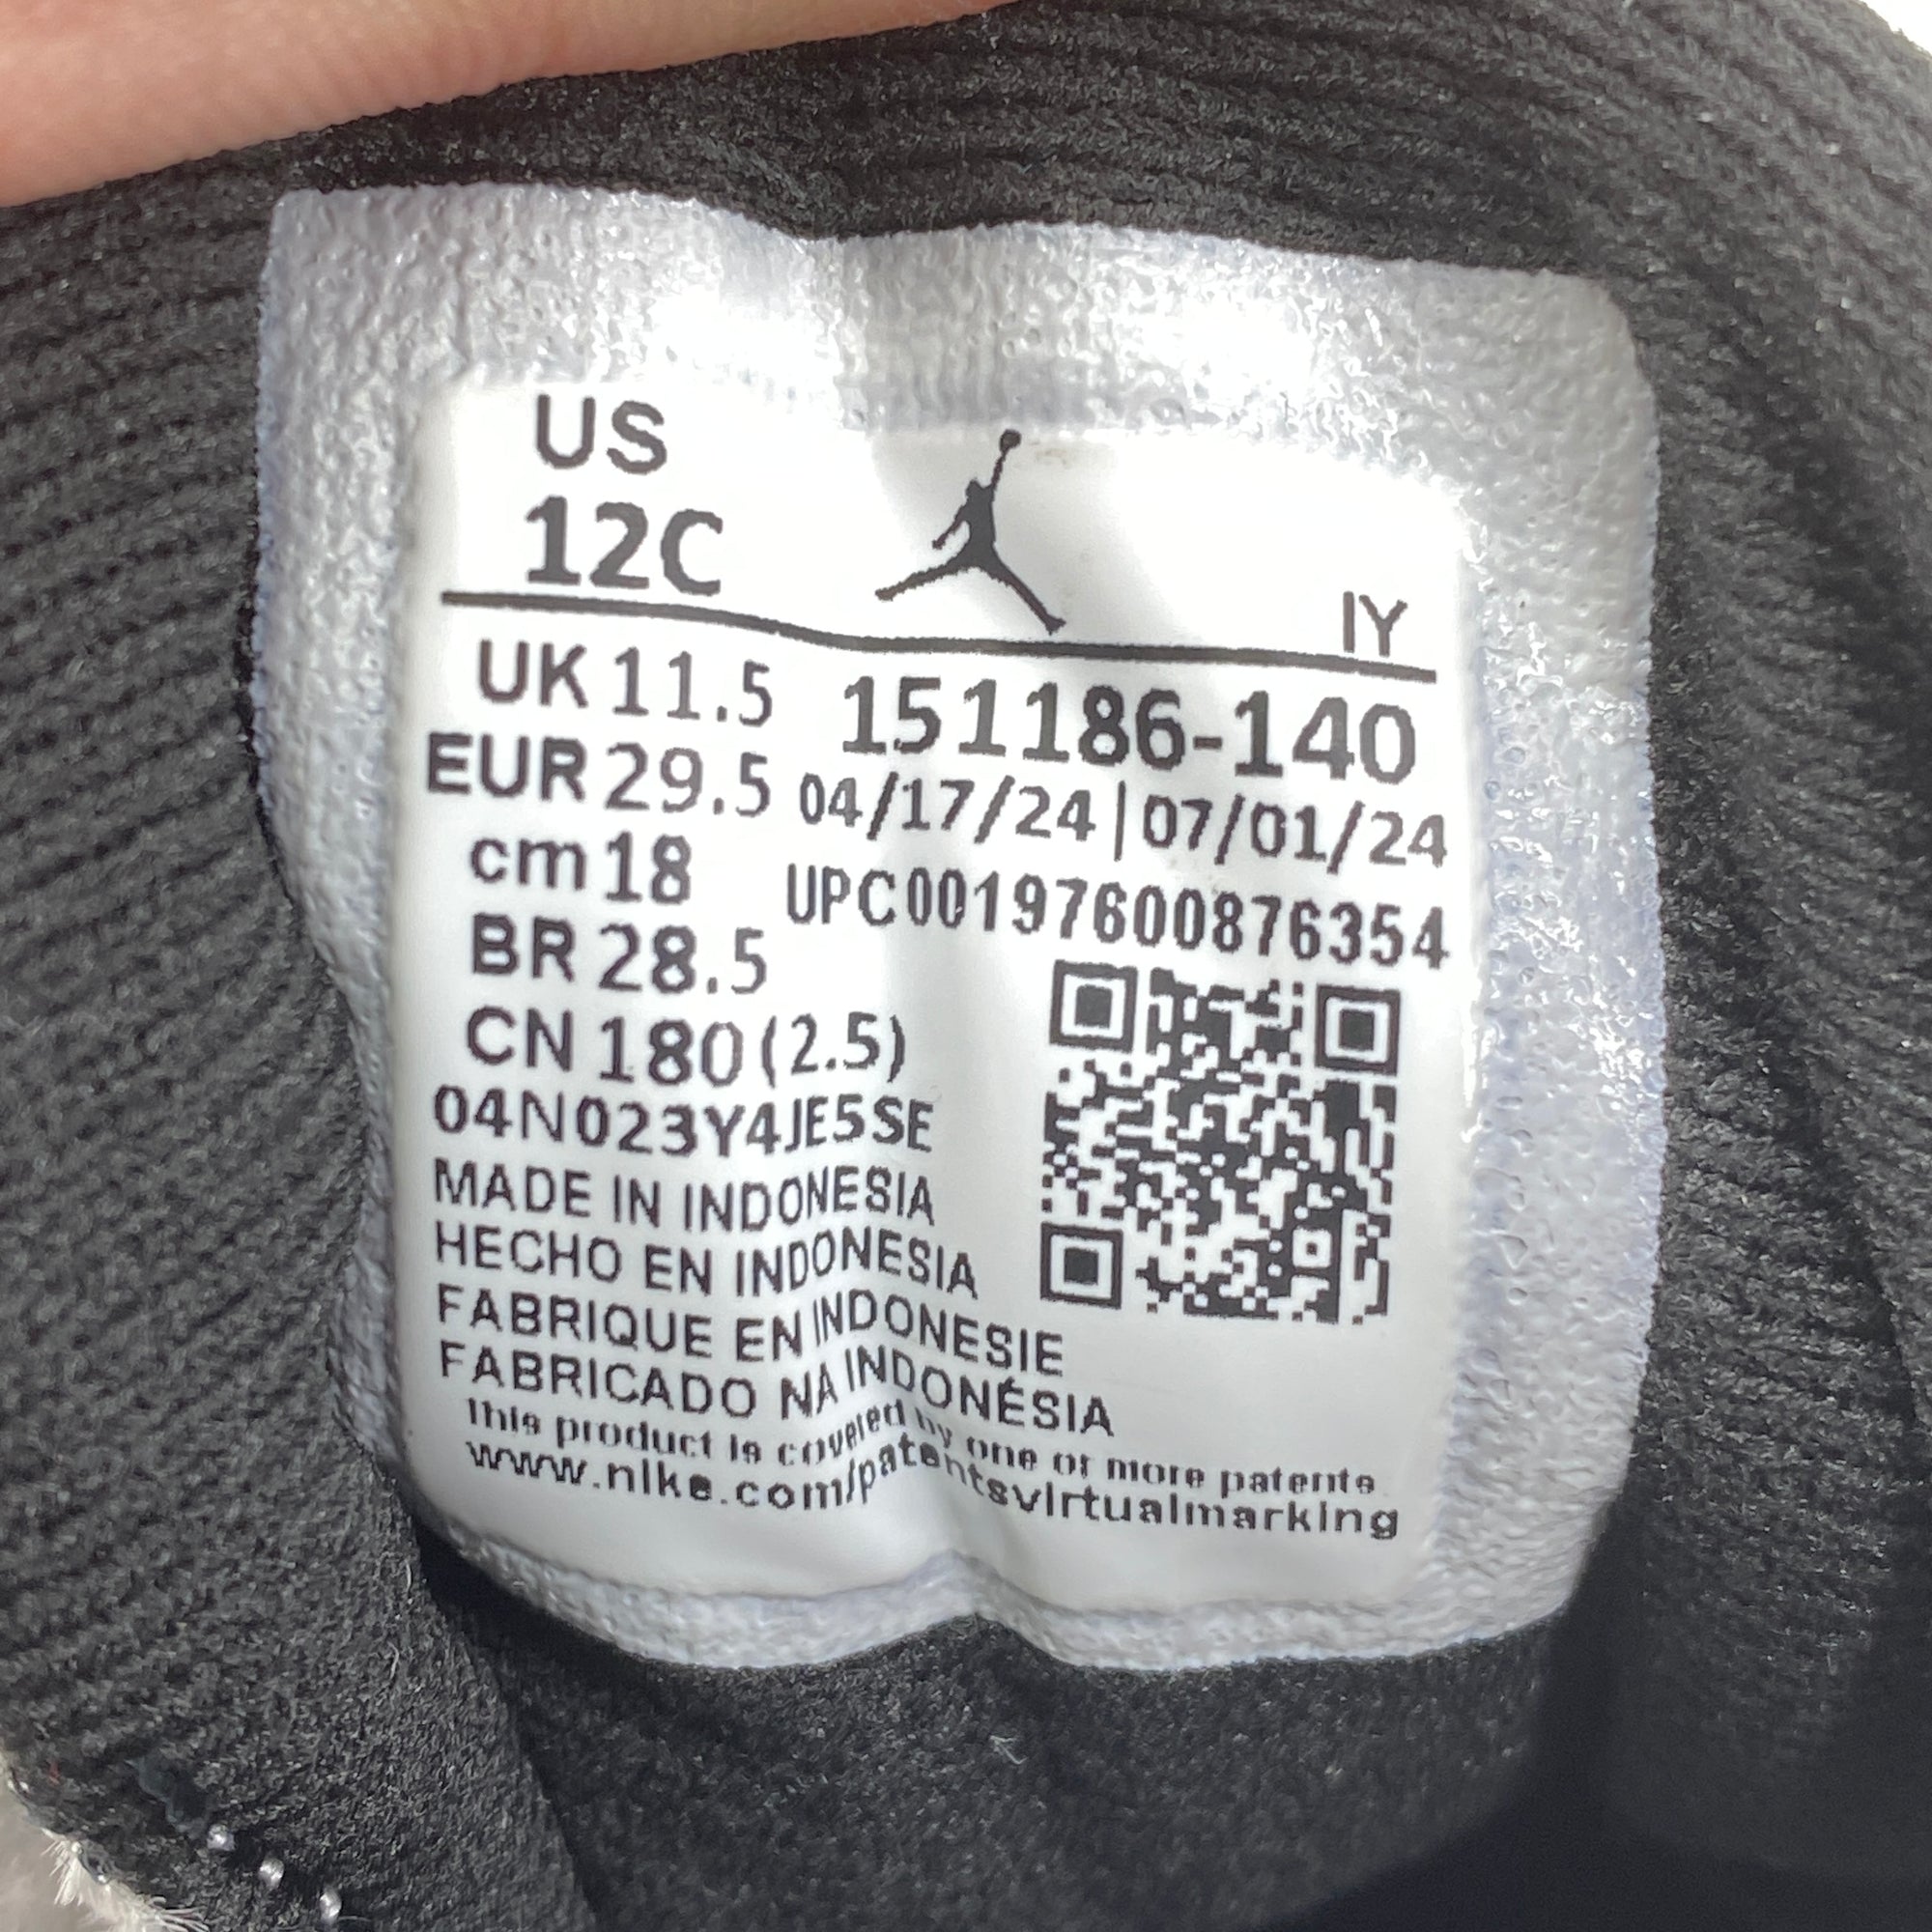 US
12C
IY
UK 11.5
151186-140
EUR 29.5
04/17/24|07/01/24
cm 18
UPC00197600876354
BR 28.5
CN 180(2.5)
04N023Y4JE5SE
MADE IN INDONESIA
HECHO EN INDONESIA
FABRIQUE EN INDONESIE
FABRICADO NA INDONÉSIA
This product is covered by one or more patents
www.nike.com/patentsvirtualmarking